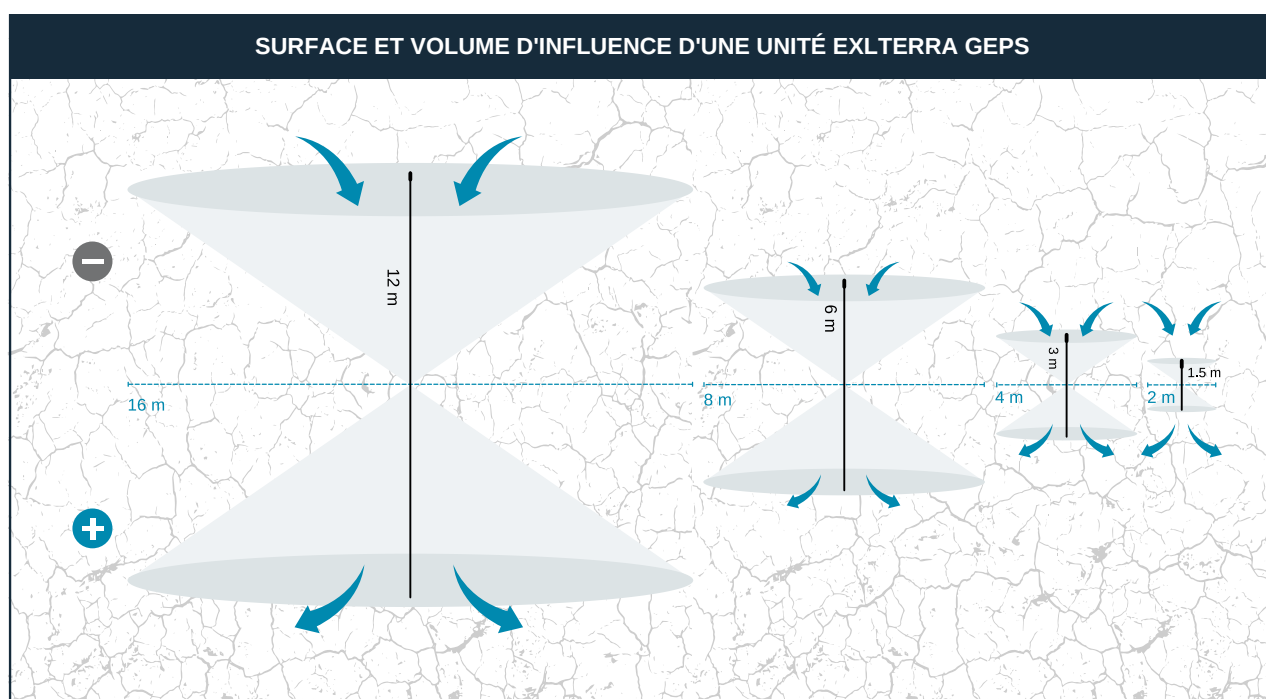 SURFACE ET VOLUME D'INFLUENCE D'UNE UNITÉ EXLTERRA GEPS
12 m
16 m
6 m
8 m
3 m
4 m
1.5 m
2 m